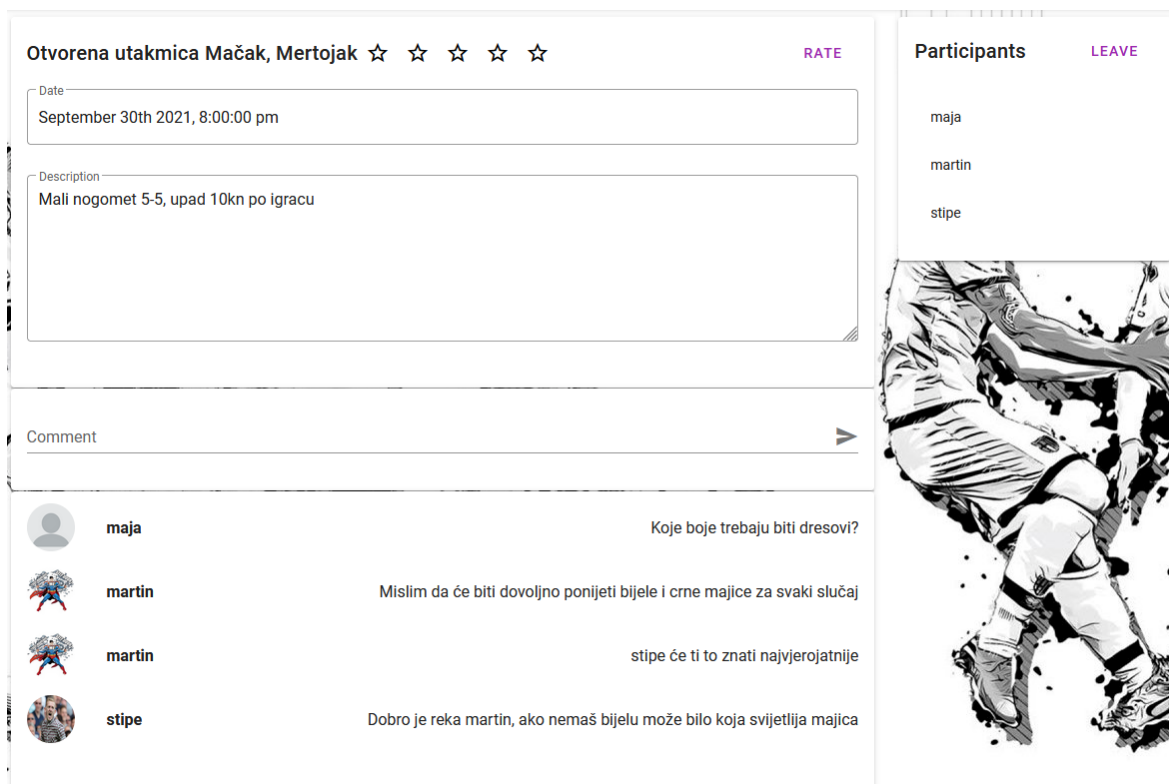 Otvorena utakmica Mačak, Mertojak
RATE
Date
September 30th 2021, 8:00:00 pm
Description
Mali nogomet 5-5, upad 10kn po igracu
Participants
LEAVE
maja
martin
stipe
Comment
maja
Koje boje trebaju biti dresovi?
martin
Mislim da će biti dovoljno ponijeti bijele i crne majice za svaki slučaj
martin
stipe će ti to znati najvjerojatnije
stipe
Dobro je reka martin, ako nemaš bijelu može bilo koja svijetlija majica